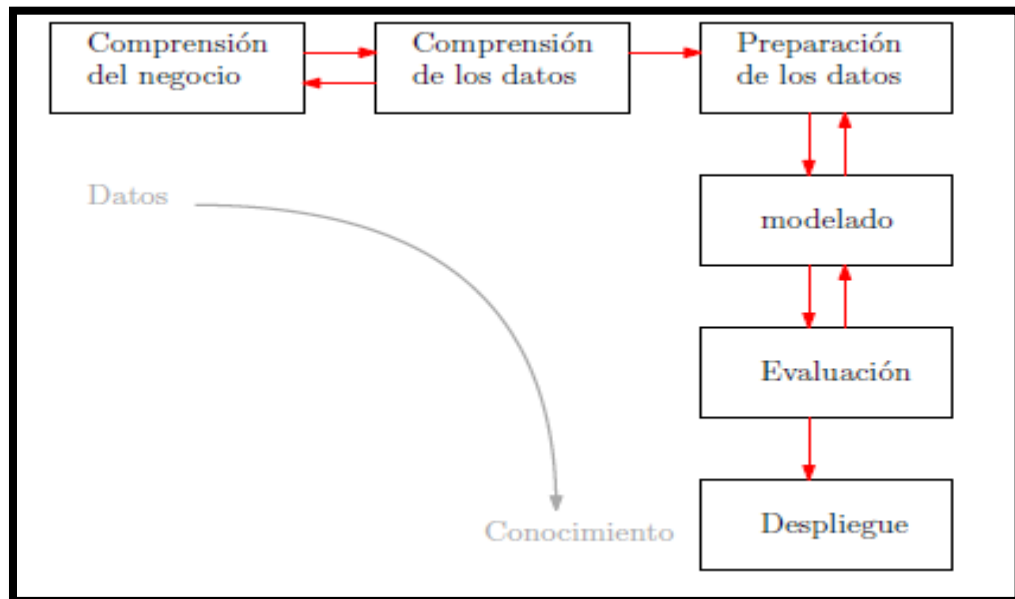 Comprensión
del negocio
Comprensión
de los datos
Preparación
de los datos
Datos
modelado
Evaluación
Conocimiento
Despliegue